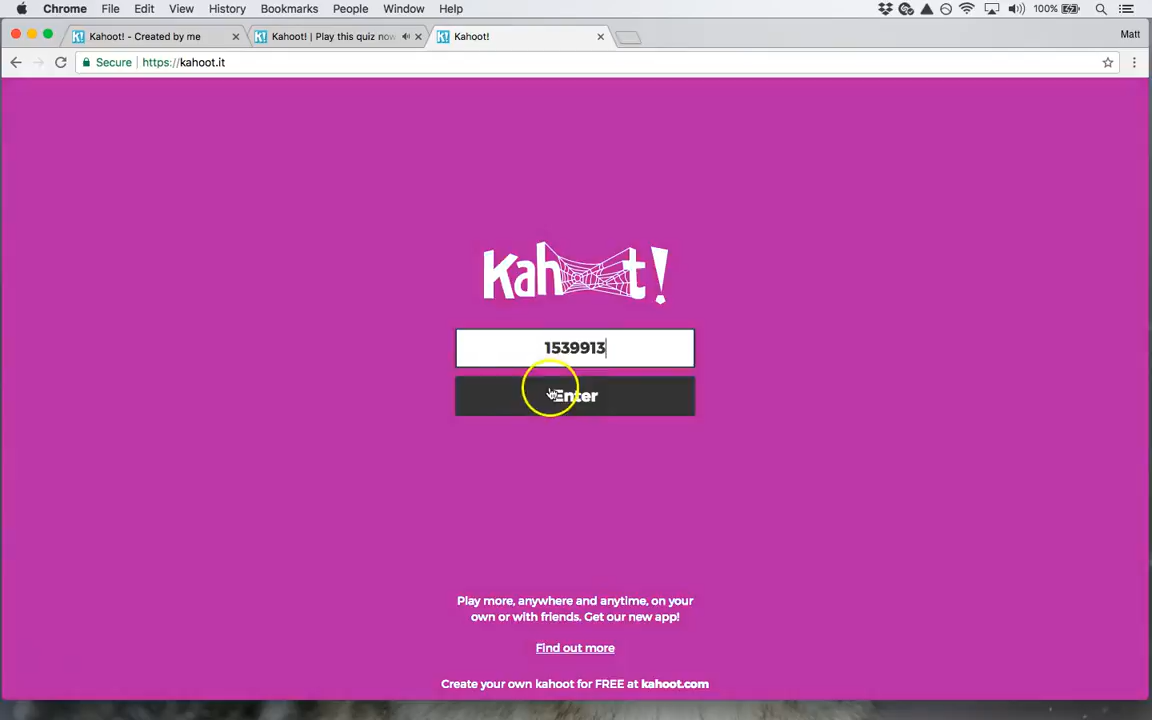 Chrome File Edit View History Bookmarks People Window Help 100%
Kahoot! - Created by me Kahoot! | Play this quiz now Kahoot! Matt
Secure https://kahoot.it
Kahoot!
1539913
Enter
Play more, anywhere and anytime, on your
own or with friends. Get our new app!
Find out more
Create your own kahoot for FREE at kahoot.com